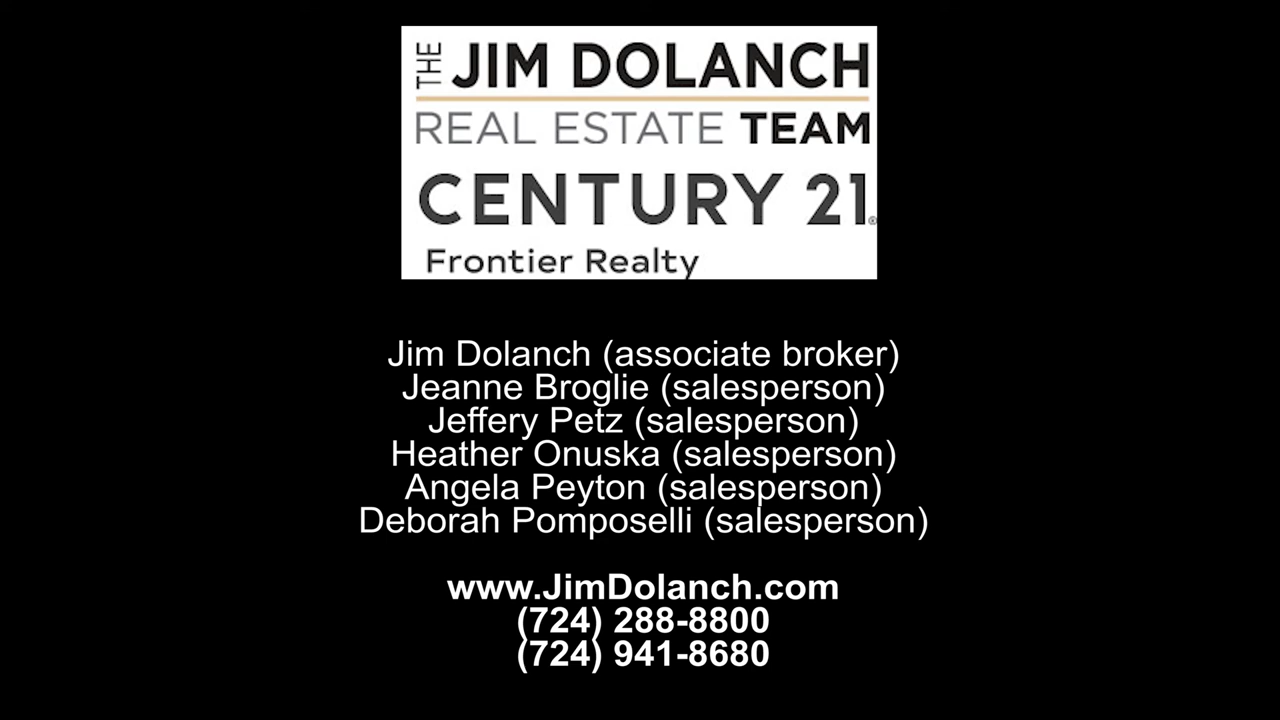 THE JIM DOLANCH
REAL ESTATE TEAM
CENTURY 21®
Frontier Realty
Jim Dolanch (associate broker)
Jeanne Broglie (salesperson)
Jeffery Petz (salesperson)
Heather Onuska (salesperson)
Angela Peyton (salesperson)
Deborah Pomposelli (salesperson)
www.JimDolanch.com
(724) 288-8800
(724) 941-8680